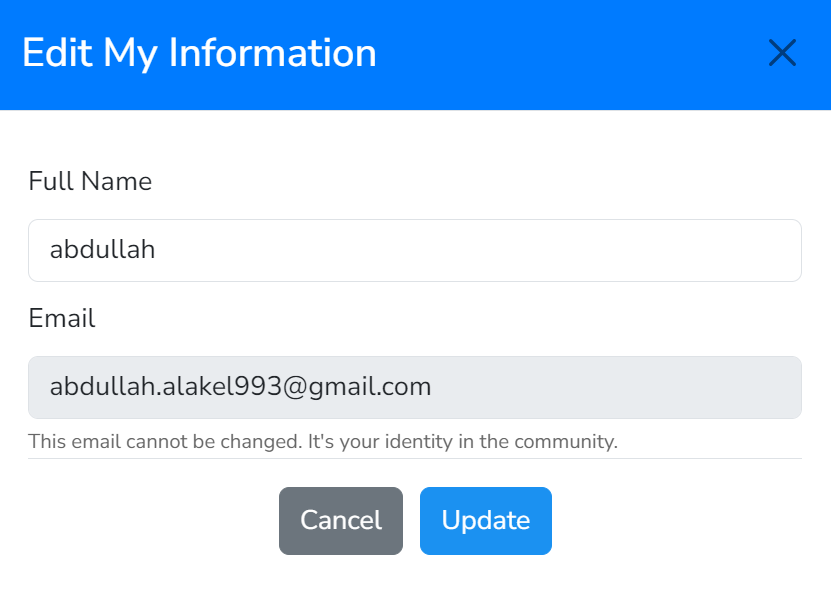 Edit My Information
Full Name
abdullah
Email
abdullah.alakel993@gmail.com
This email cannot be changed. It's your identity in the community.
Cancel Update